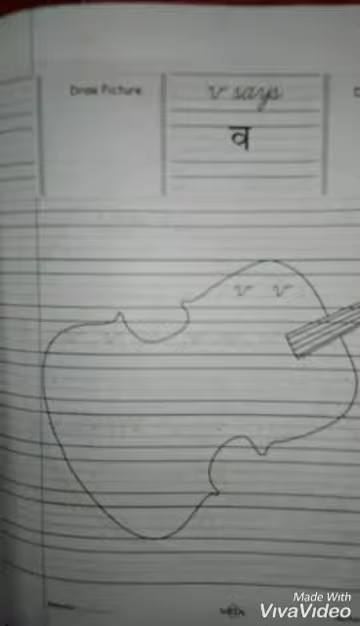 Draw Picture
v says
व
v v
Made With
VivaVideo